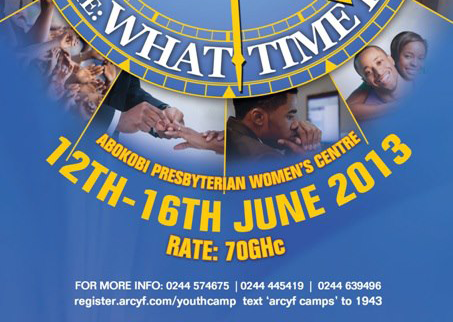 E: WHAT TIME
ABOKOBI PRESBYTERIAN WOMEN'S CENTRE
12TH-16TH JUNE 2013
RATE: 70GHc
FOR MORE INFO: 0244 574675 | 0244 445419 | 0244 639496
register.arcyf.com/youthcamp text 'arcyf camps' to 1943